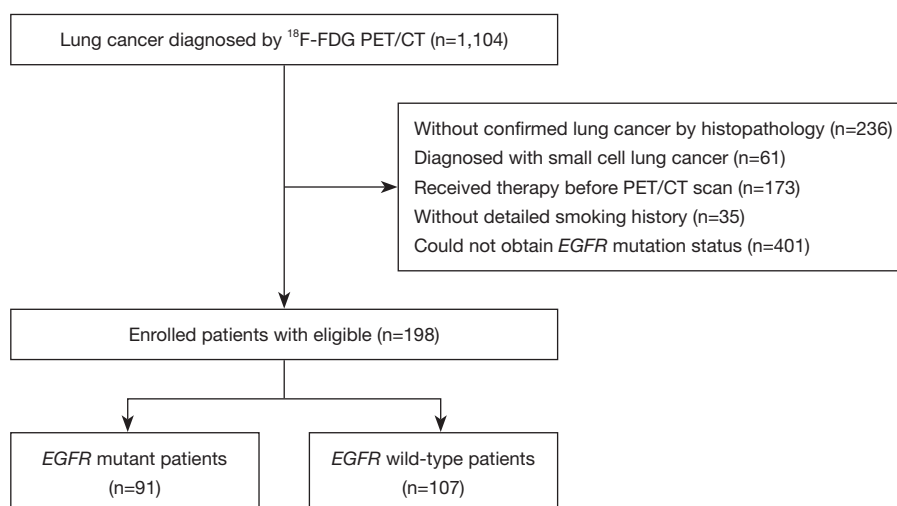 Lung cancer diagnosed by ¹⁸F-FDG PET/CT (n=1,104)
Without confirmed lung cancer by histopathology (n=236)
Diagnosed with small cell lung cancer (n=61)
Received therapy before PET/CT scan (n=173)
Without detailed smoking history (n=35)
Could not obtain EGFR mutation status (n=401)
Enrolled patients with eligible (n=198)
EGFR mutant patients
(n=91)
EGFR wild-type patients
(n=107)